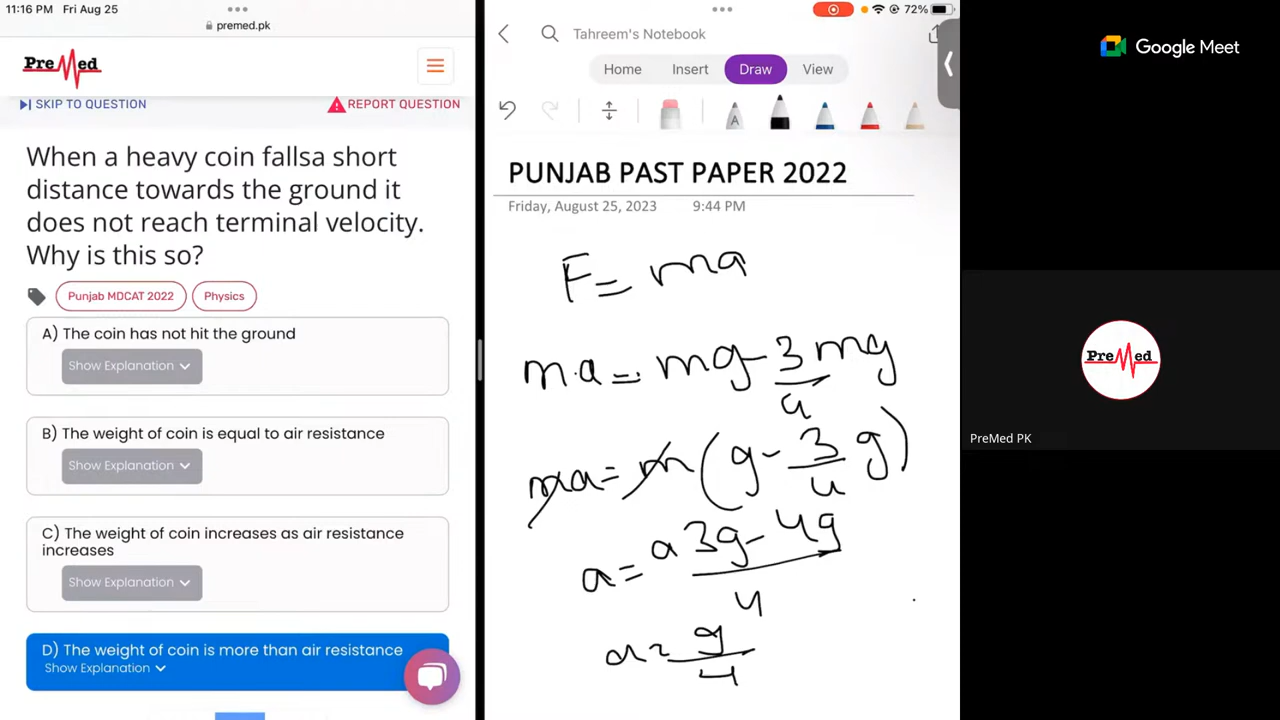 11:16 PM Fri Aug 25
premed.pk
PreMed
SKIP TO QUESTION
REPORT QUESTION
When a heavy coin fallsa short
distance towards the ground it
does not reach terminal velocity.
Why is this so?
Punjab MDCAT 2022
Physics
A) The coin has not hit the ground
Show Explanation
B) The weight of coin is equal to air resistance
Show Explanation
C) The weight of coin increases as air resistance
increases
Show Explanation
D) The weight of coin is more than air resistance
Show Explanation
72%
Tahreem's Notebook
Home Insert Draw View
A
PUNJAB PAST PAPER 2022
Friday, August 25, 2023 9:44 PM
F = ma
ma = mg - 3/4 mg
ma = m (g - 3/4 g)
a = a 3g - 4g / 4
a = g/4
Google Meet
PreMed
PreMed PK